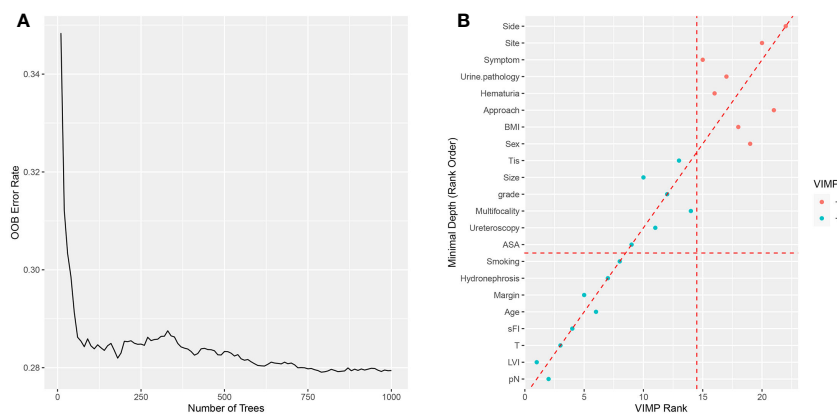 A
0.34
0.32
0.30
0.28
OOB Error Rate
0
250
500
750
1000
Number of Trees
B
Minimal Depth (Rank Order)
Side
Site
Symptom
Urine.pathology
Hematuria
Approach
BMI
Sex
Tis
Size
grade
Multifocality
Ureteroscopy
ASA
Smoking
Hydronephrosis
Margin
Age
sFI
T
LVI
pN
0
5
10
15
20
VIMP Rank
VIMP